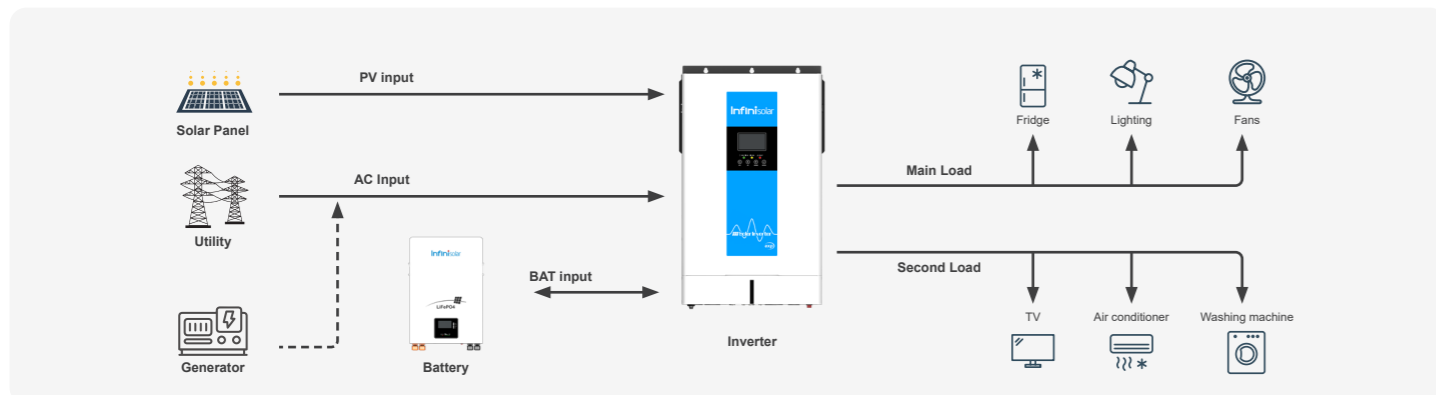 PV input
Solar Panel
AC Input
Utility
Generator
infinisolar
LiFePO4
Battery
BAT input
infinisolar
Inverter
Main Load
Fridge
Lighting
Fans
Second Load
TV
Air conditioner
Washing machine